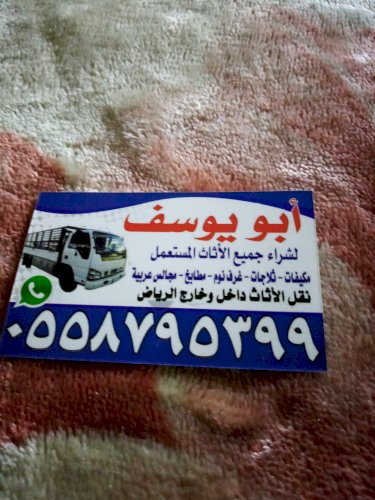 أبو يوسف
لشراء جميع الأثاث المستعمل
مكيفات - ثلاجات - غرف نوم - مطابخ - مجالس عربية
نقل الأثاث داخل وخارج الرياض
٠٥٥٨٧٩٥٣٩٩